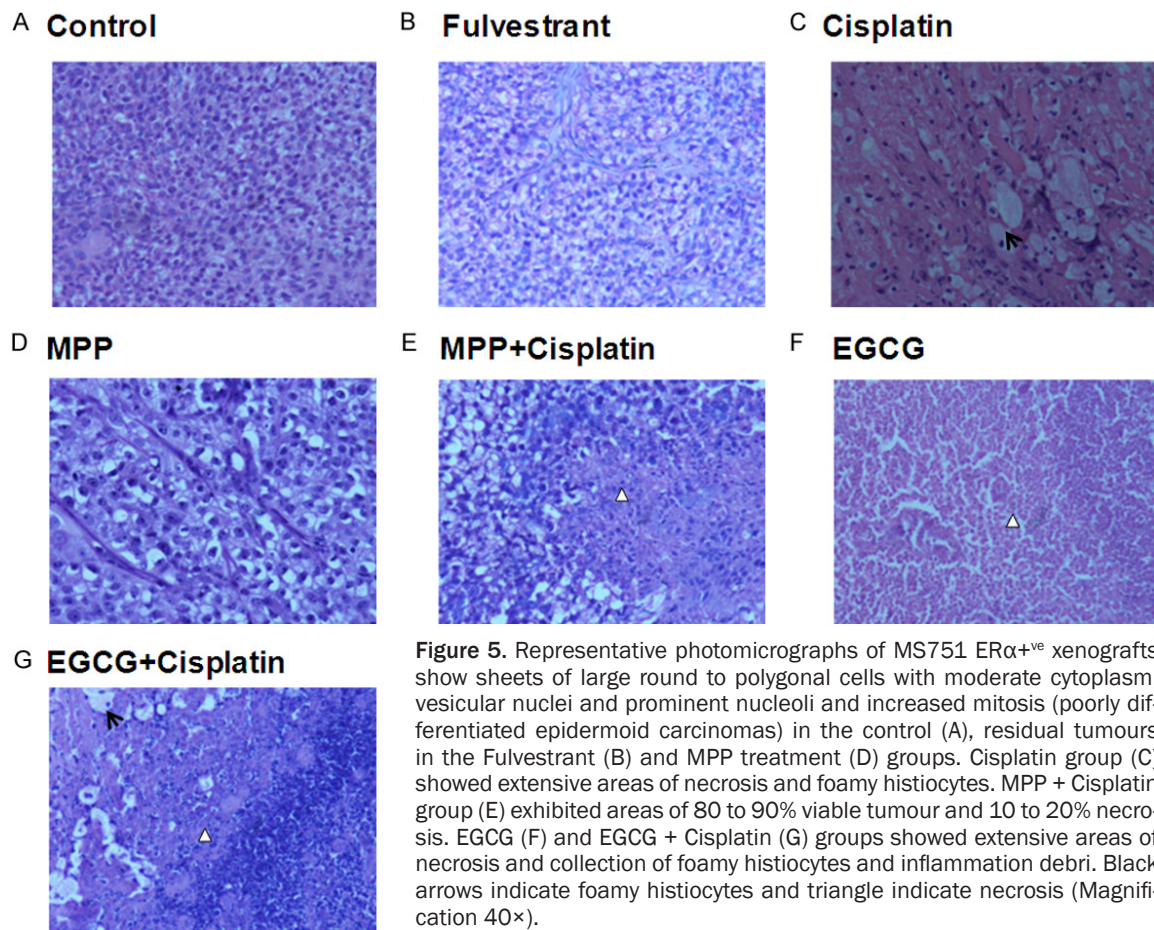 A Control
B Fulvestrant
C Cisplatin
D MPP
E MPP+Cisplatin
F EGCG
G EGCG+Cisplatin
Figure 5. Representative photomicrographs of MS751 ERα+ve xenografts
show sheets of large round to polygonal cells with moderate cytoplasm
vesicular nuclei and prominent nucleoli and increased mitosis (poorly dif-
ferentiated epidermoid carcinomas) in the control (A), residual tumours
in the Fulvestrant (B) and MPP treatment (D) groups. Cisplatin group (C)
showed extensive areas of necrosis and foamy histiocytes. MPP + Cisplatin
group (E) exhibited areas of 80 to 90% viable tumour and 10 to 20% necro-
sis. EGCG (F) and EGCG + Cisplatin (G) groups showed extensive areas of
necrosis and collection of foamy histiocytes and inflammation debri. Black
arrows indicate foamy histiocytes and triangle indicate necrosis (Magnifi-
cation 40×).